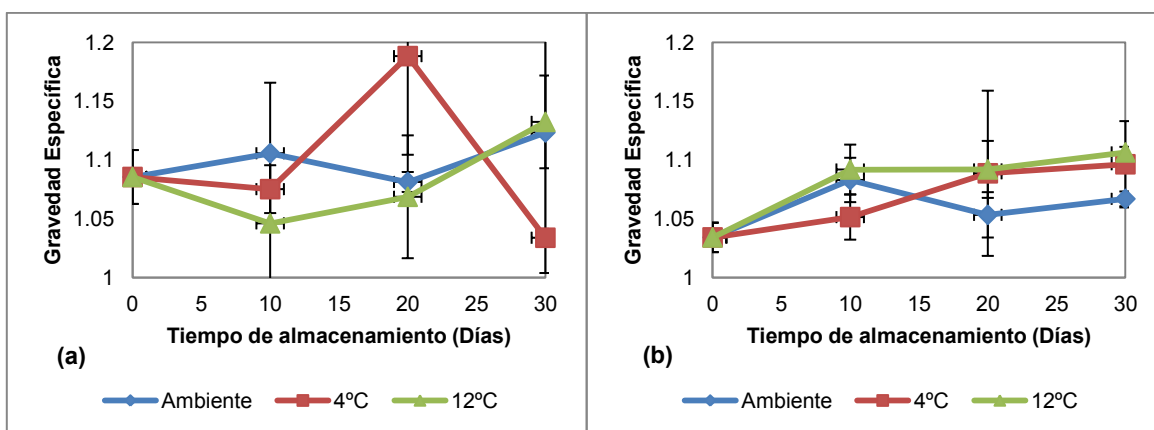 Gravedad Específica
1.2
1.15
1.1
1.05
1
0
5
10
15
20
25
30
Tiempo de almacenamiento (Días)
(a)
Ambiente
4ºC
12ºC
Gravedad Específica
1.2
1.15
1.1
1.05
1
0
5
10
15
20
25
30
Tiempo de almacenamiento (Días)
(b)
Ambiente
4ºC
12ºC